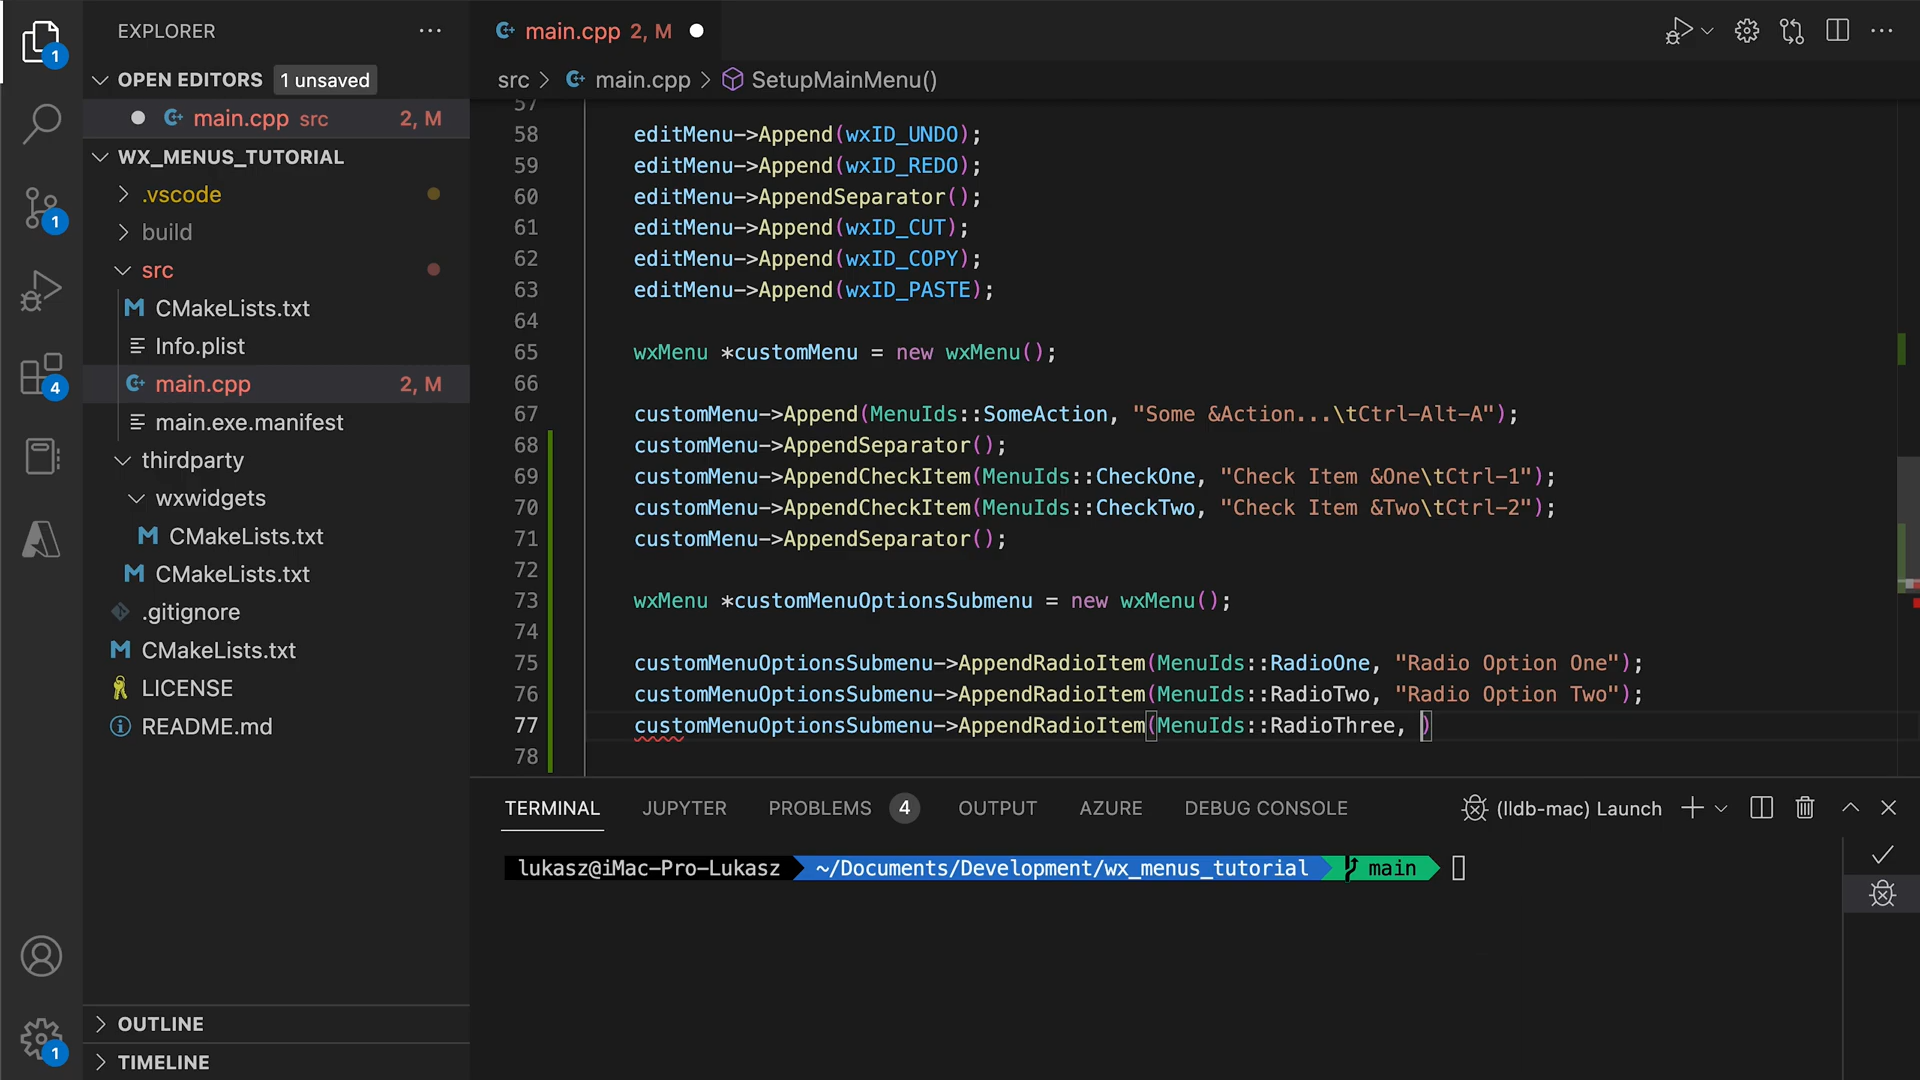 EXPLORER
OPEN EDITORS 1 unsaved
main.cpp src 2, M
WX_MENUS_TUTORIAL
.vscode
build
src
CMakeLists.txt
Info.plist
main.cpp 2, M
main.exe.manifest
thirdparty
wxwidgets
CMakeLists.txt
CMakeLists.txt
.gitignore
CMakeLists.txt
LICENSE
README.md
OUTLINE
TIMELINE
1
1
4
1
main.cpp 2, M
src > main.cpp > SetupMainMenu()
57
58 editMenu->Append(wxID_UNDO);
59 editMenu->Append(wxID_REDO);
60 editMenu->AppendSeparator();
61 editMenu->Append(wxID_CUT);
62 editMenu->Append(wxID_COPY);
63 editMenu->Append(wxID_PASTE);
64
65 wxMenu *customMenu = new wxMenu();
66
67 customMenu->Append(MenuIds::SomeAction, "Some &Action...\tCtrl-Alt-A");
68 customMenu->AppendSeparator();
69 customMenu->AppendCheckItem(MenuIds::CheckOne, "Check Item &One\tCtrl-1");
70 customMenu->AppendCheckItem(MenuIds::CheckTwo, "Check Item &Two\tCtrl-2");
71 customMenu->AppendSeparator();
72
73 wxMenu *customMenuOptionsSubmenu = new wxMenu();
74
75 customMenuOptionsSubmenu->AppendRadioItem(MenuIds::RadioOne, "Radio Option One");
76 customMenuOptionsSubmenu->AppendRadioItem(MenuIds::RadioTwo, "Radio Option Two");
77 customMenuOptionsSubmenu->AppendRadioItem(MenuIds::RadioThree, )
78
TERMINAL JUPYTER PROBLEMS 4 OUTPUT AZURE DEBUG CONSOLE (lldb-mac) Launch
lukasz@iMac-Pro-Lukasz ~/Documents/Development/wx_menus_tutorial main